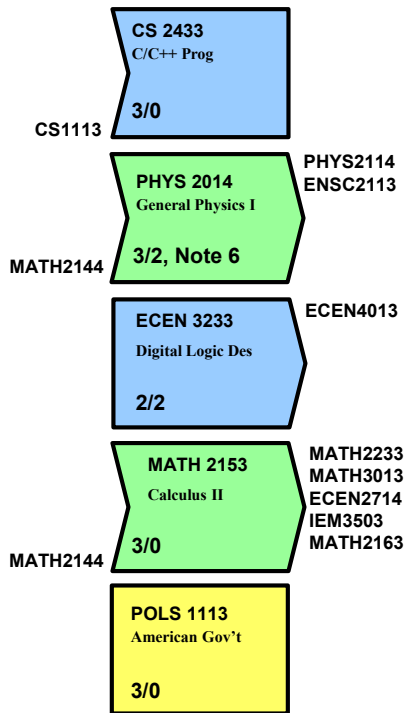 CS 2433
C/C++ Prog
3/0
CS1113
PHYS 2014
General Physics I
3/2, Note 6
MATH2144
PHYS2114
ENSC2113
ECEN 3233
Digital Logic Des
2/2
ECEN4013
MATH 2153
Calculus II
3/0
MATH2144
MATH2233
MATH3013
ECEN2714
IEM3503
MATH2163
POLS 1113
American Gov't
3/0